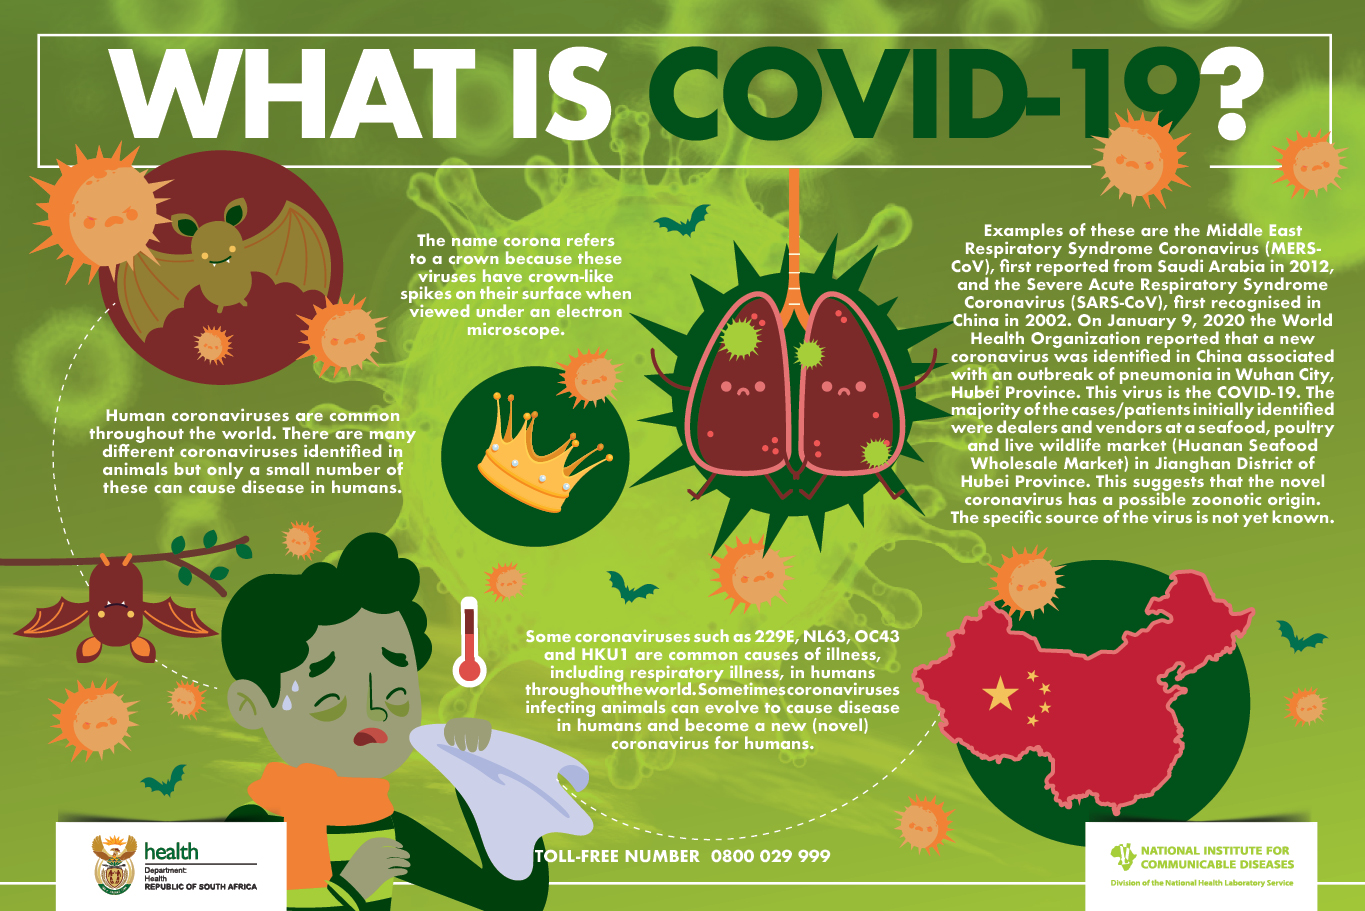 WHAT IS COVID-19?
The name corona refers
to a crown because these
viruses have crown-like
spikes on their surface when
viewed under an electron
microscope.
Human coronaviruses are common
throughout the world. There are many
different coronaviruses identified in
animals but only a small number of
these can cause disease in humans.
Examples of these are the Middle East
Respiratory Syndrome Coronavirus (MERS-
CoV), first reported from Saudi Arabia in 2012,
and the Severe Acute Respiratory Syndrome
Coronavirus (SARS-CoV), first recognised in
China in 2002. On January 9, 2020 the World
Health Organization reported that a new
coronavirus was identified in China associated
with an outbreak of pneumonia in Wuhan City,
Hubei Province. This virus is the COVID-19. The
majority of the cases/patients initially identified
were dealers and vendors at a seafood, poultry
and live wildlife market (Huanan Seafood
Wholesale Market) in Jianghan District of
Hubei Province. This suggests that the novel
coronavirus has a possible zoonotic origin.
The specific source of the virus is not yet known.
Some coronaviruses such as 229E, NL63, OC43
and HKU1 are common causes of illness,
including respiratory illness, in humans
throughout the world. Sometimes coronaviruses
infecting animals can evolve to cause disease
in humans and become a new (novel)
coronavirus for humans.
TOLL-FREE NUMBER 0800 029 999
health
Department:
Health
REPUBLIC OF SOUTH AFRICA
NATIONAL INSTITUTE FOR
COMMUNICABLE DISEASES
Division of the National Health Laboratory Service